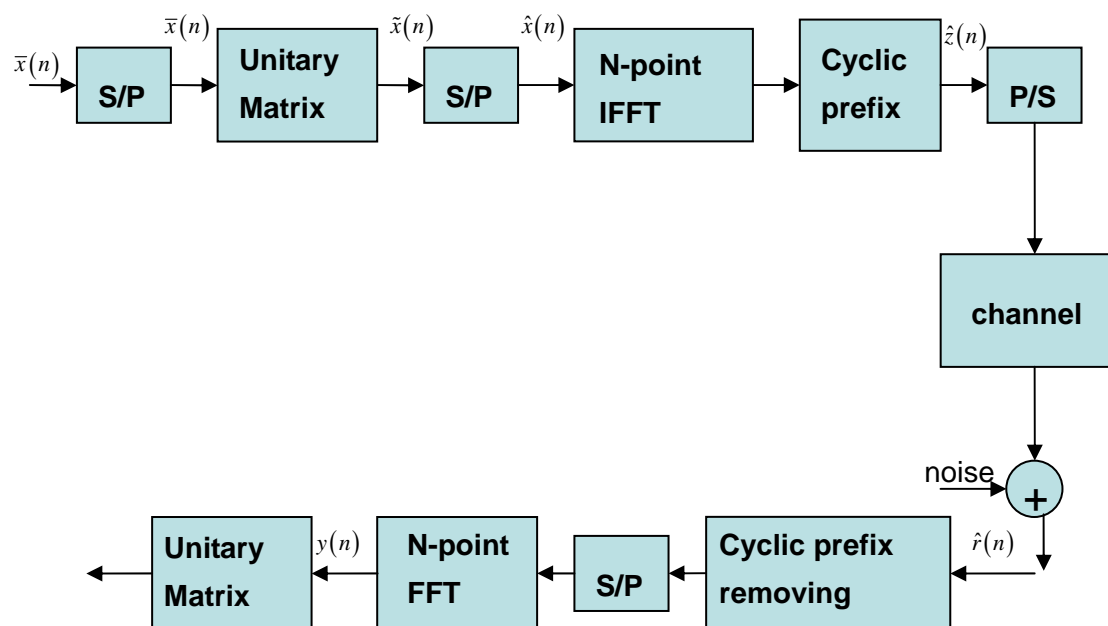 x̅(n)
S/P
x̅(n)
Unitary
Matrix
x̃(n)
S/P
x̂(n)
N-point
IFFT
Cyclic
prefix
ẑ(n)
P/S
channel
noise
+
r̂(n)
Cyclic prefix
removing
S/P
N-point
FFT
y(n)
Unitary
Matrix